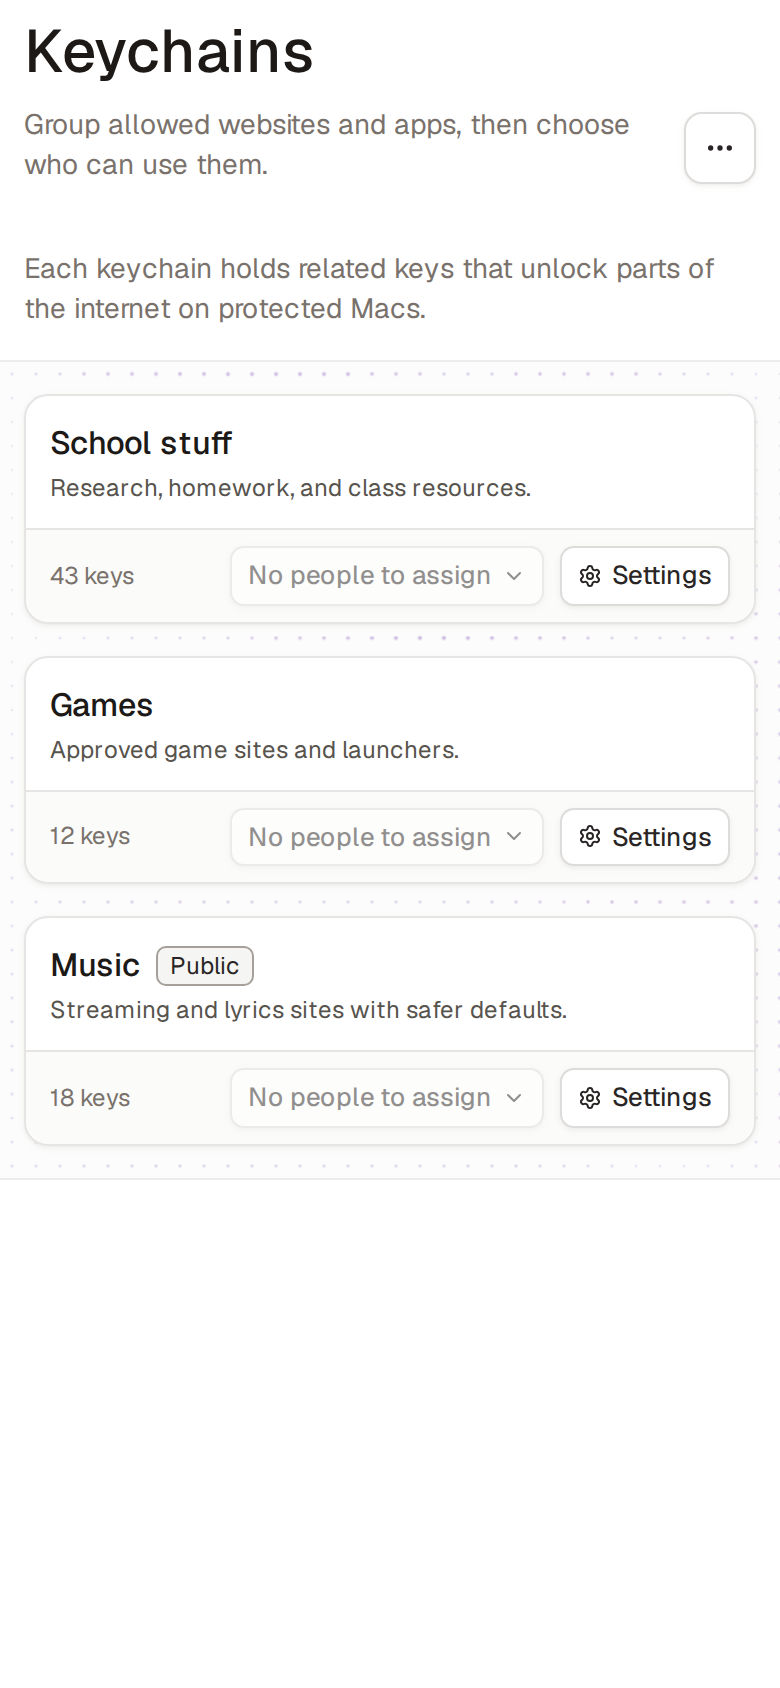 Keychains
Group allowed websites and apps, then choose
who can use them.
Each keychain holds related keys that unlock parts of
the internet on protected Macs.
School stuff
Research, homework, and class resources.
43 keys
No people to assign
Settings
Games
Approved game sites and launchers.
12 keys
No people to assign
Settings
Music
Public
Streaming and lyrics sites with safer defaults.
18 keys
No people to assign
Settings